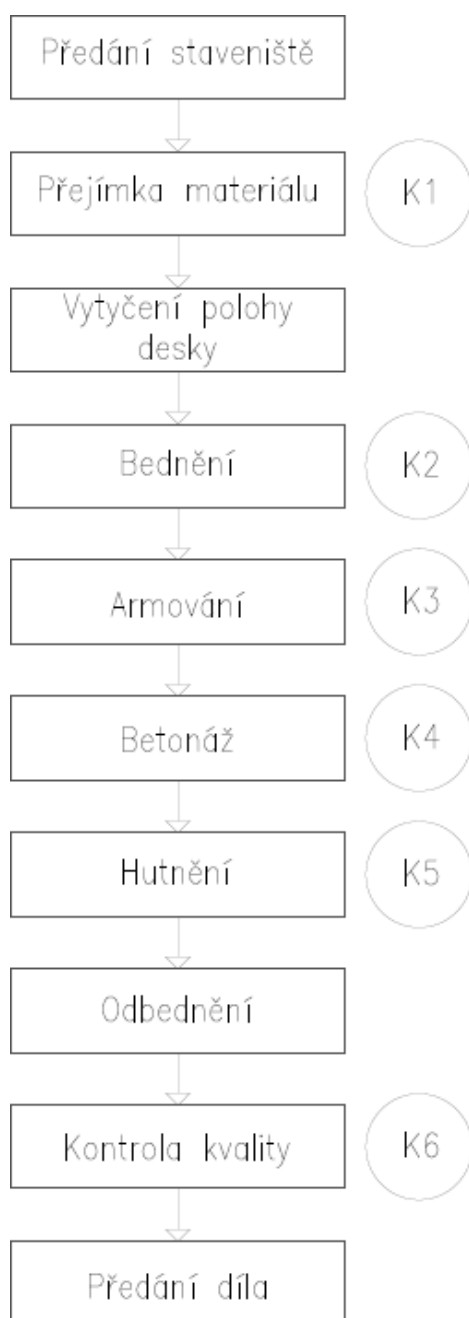 Předání staveniště
Přejímka materiálu
K1
Vytyčení polohy
desky
Bednění
K2
Armování
K3
Betonáž
K4
Hutnění
K5
Odbednění
Kontrola kvality
K6
Předání díla